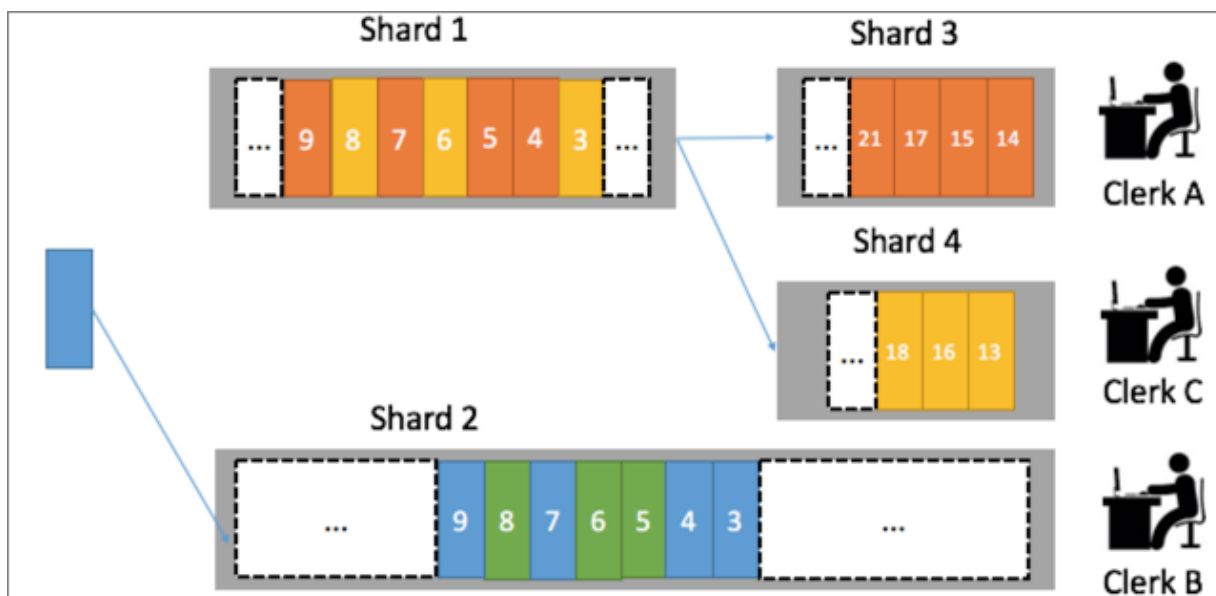 Shard 1
... 9 8 7 6 5 4 3 ...
Shard 3
... 21 17 15 14
Clerk A
Shard 4
... 18 16 13
Clerk C
Shard 2
... 9 8 7 6 5 4 3 ...
Clerk B